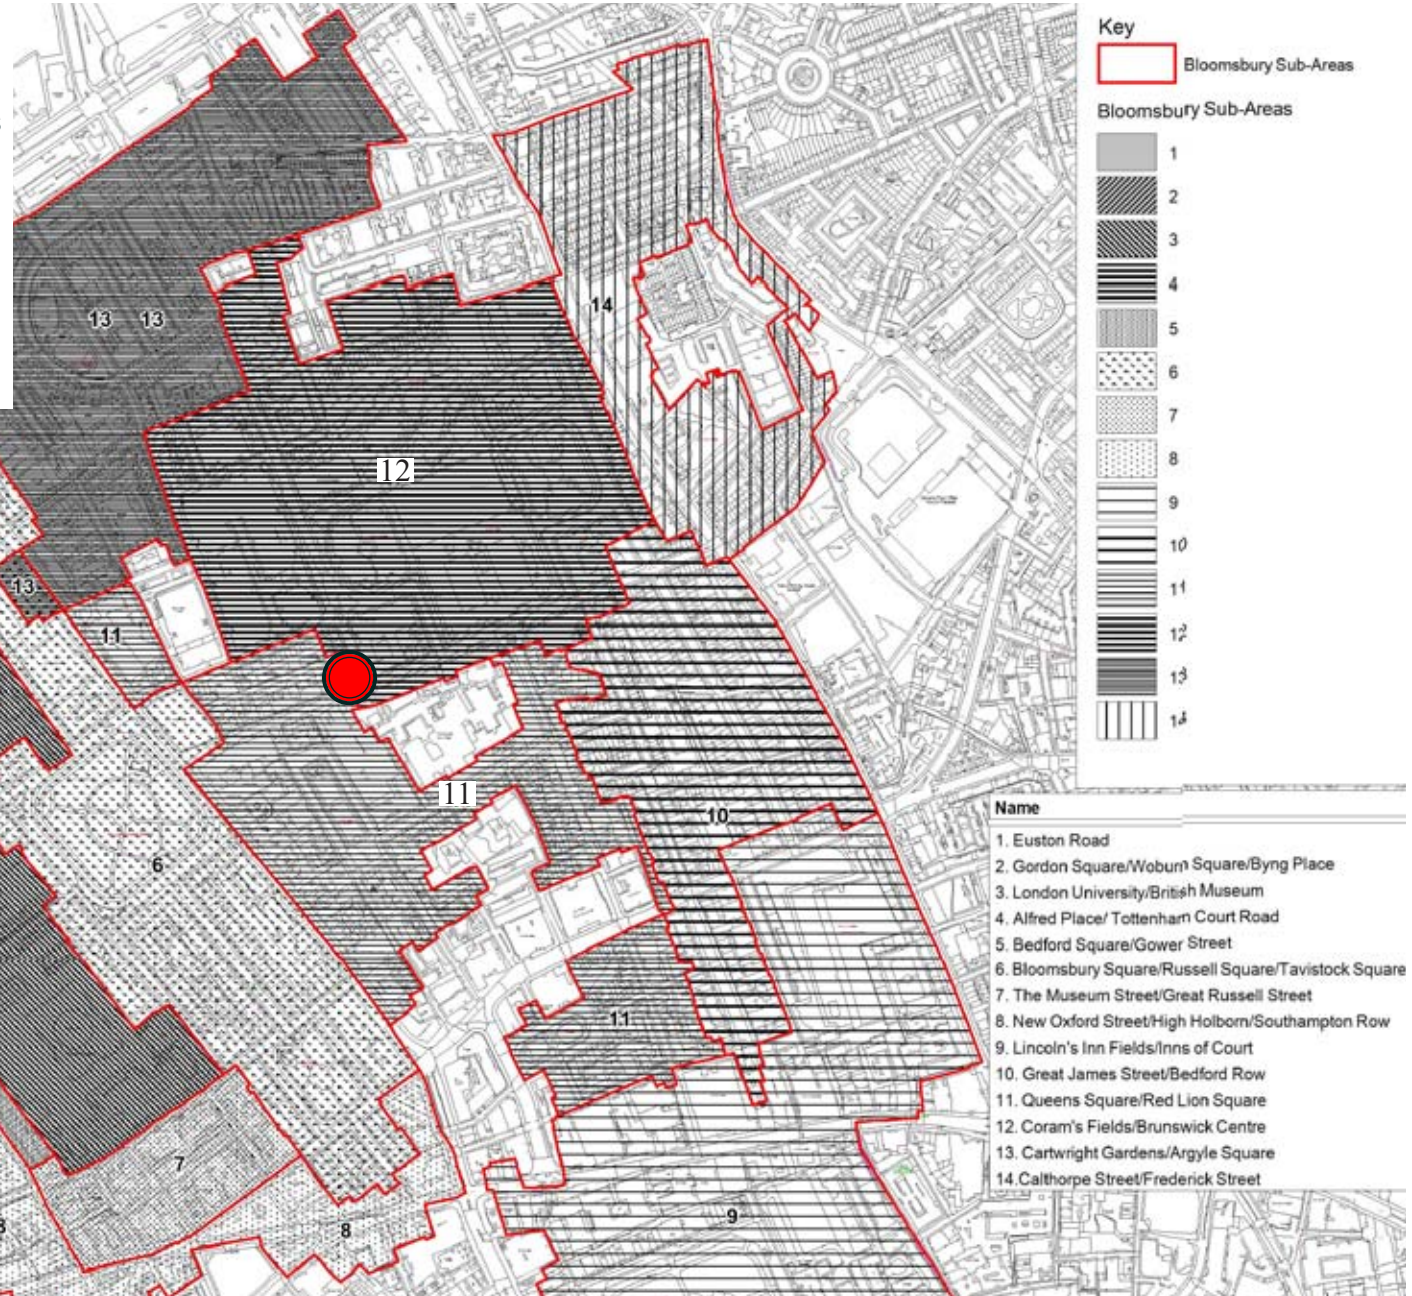 Key
Bloomsbury Sub-Areas
Bloomsbury Sub-Areas
1
2
3
4
5
6
7
8
9
10
11
12
13
14
14
13 13
12
13
11
11
10
6
11
7
8
9
Name
1. Euston Road
2. Gordon Square/Woburn Square/Byng Place
3. London University/British Museum
4. Alfred Place/ Tottenham Court Road
5. Bedford Square/Gower Street
6. Bloomsbury Square/Russell Square/Tavistock Square
7. The Museum Street/Great Russell Street
8. New Oxford Street/High Holborn/Southampton Row
9. Lincoln's Inn Fields/Inns of Court
10. Great James Street/Bedford Row
11. Queens Square/Red Lion Square
12. Coram's Fields/Brunswick Centre
13. Cartwright Gardens/Argyle Square
14.Calthorpe Street/Frederick Street